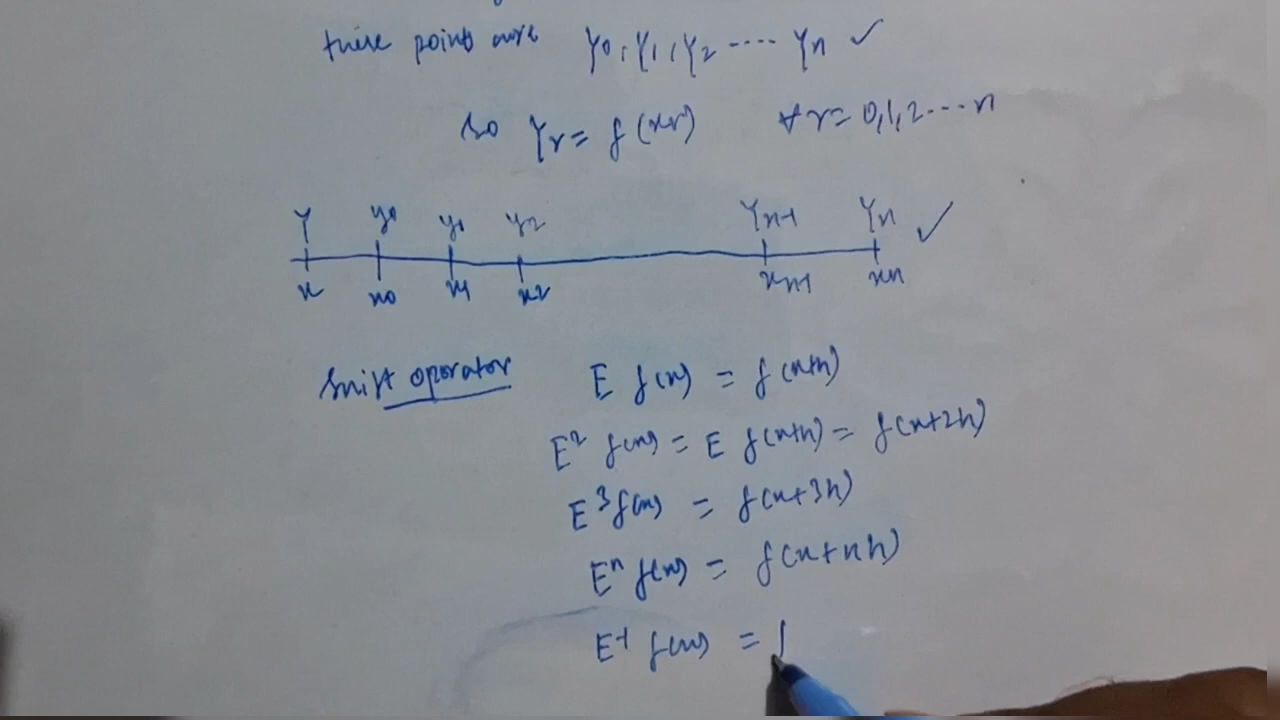 these points are y0, y1, y2 ---- yn ✓
so yr = f(xr) ∀ r = 0,1,2---n
y y0 y1 y2 yn-1 yn ✓
x x0 x1 x2 xn-1 xn
Shift operator E f(x) = f(x+h)
E² f(x) = E f(x+h) = f(x+2h)
E³ f(x) = f(x+3h)
Eⁿ f(x) = f(x+nh)
E⁻¹ f(x) = f